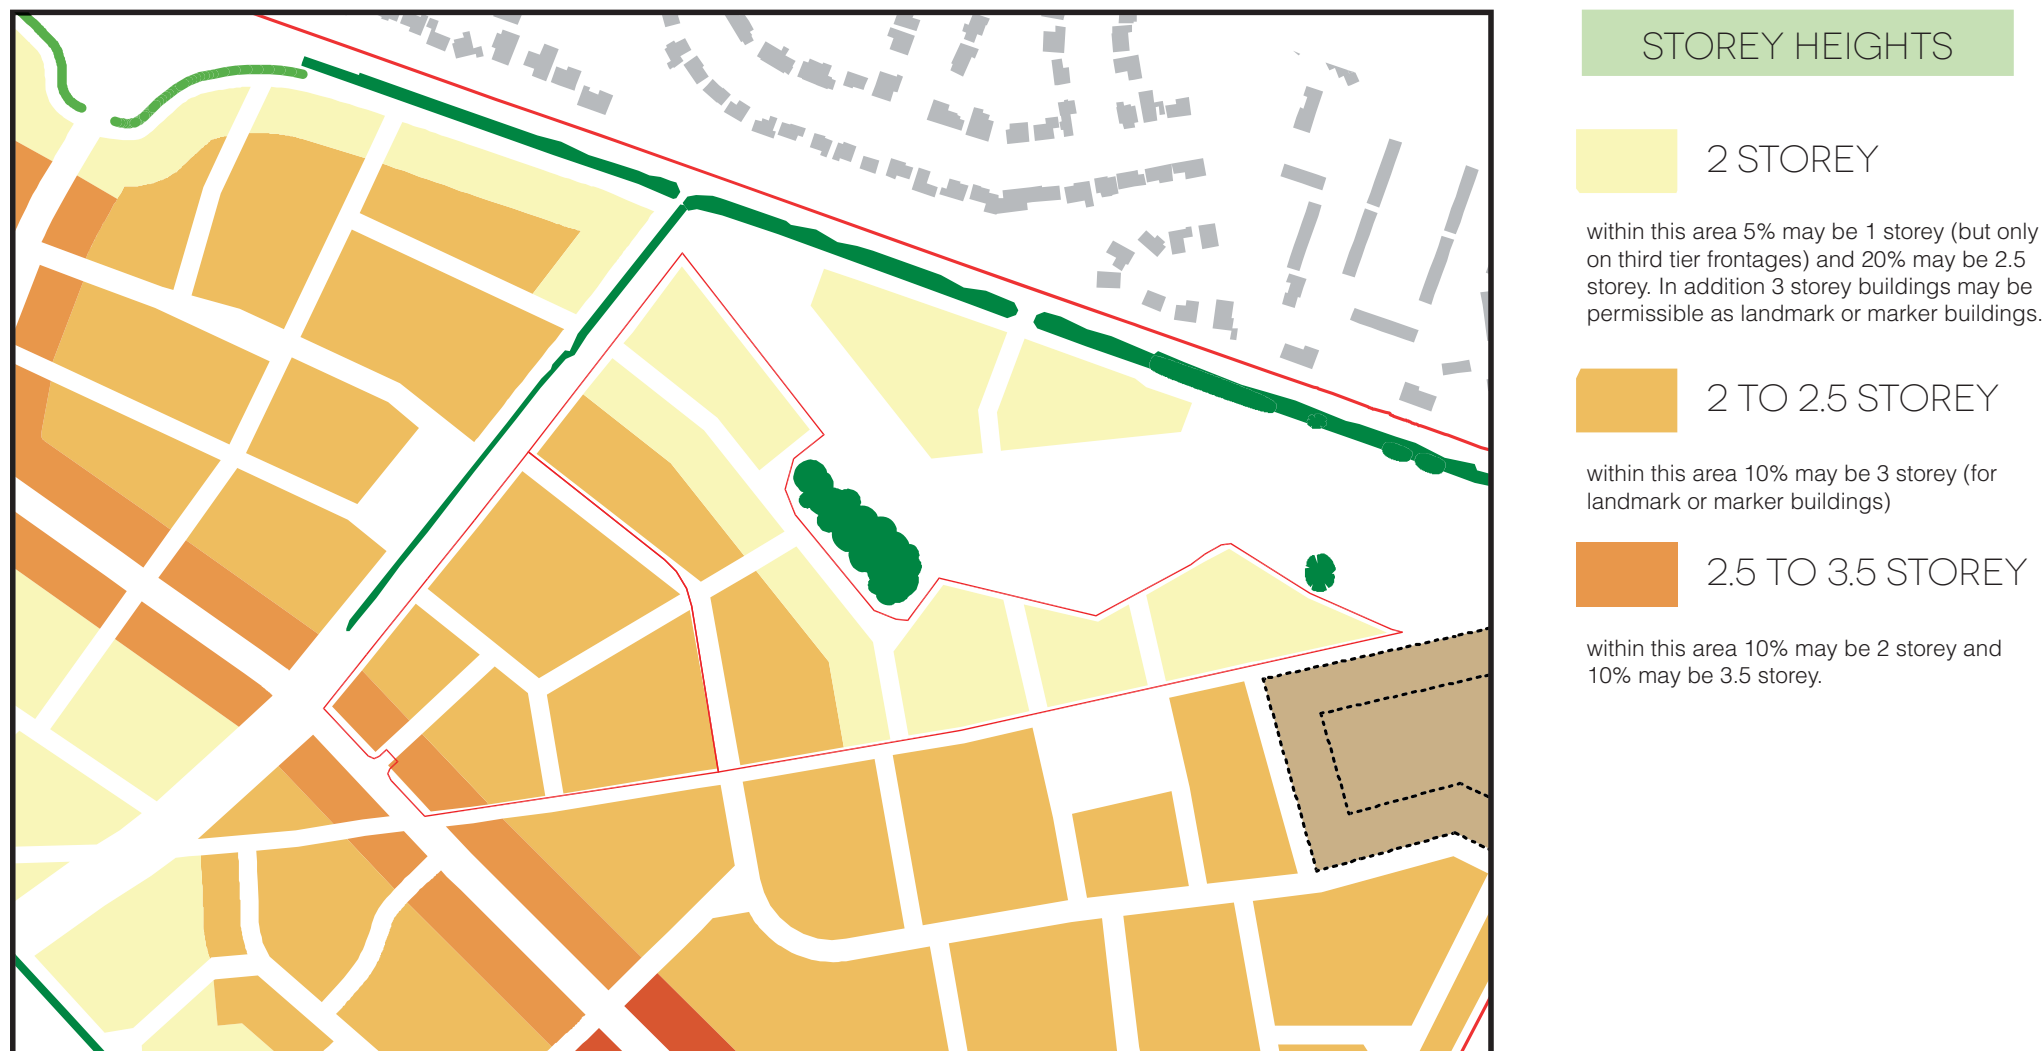 STOREY HEIGHTS
2 STOREY
within this area 5% may be 1 storey (but only
on third tier frontages) and 20% may be 2.5
storey. In addition 3 storey buildings may be
permissible as landmark or marker buildings.
2 TO 2.5 STOREY
within this area 10% may be 3 storey (for
landmark or marker buildings)
2.5 TO 3.5 STOREY
within this area 10% may be 2 storey and
10% may be 3.5 storey.